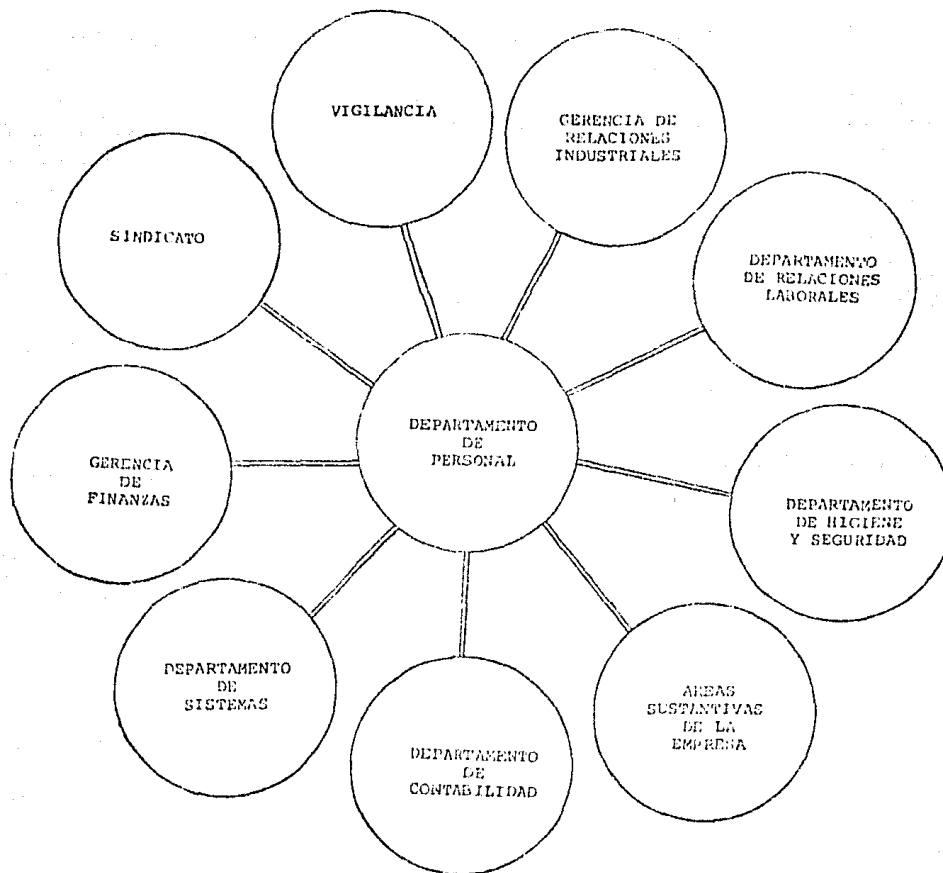 VIGILANCIA
GERENCIA DE
RELACIONES
INDUSTRIALES
SINDICATO
DEPARTAMENTO
DE RELACIONES
LABORALES
DEPARTAMENTO
DE
PERSONAL
GERENCIA
DE
FINANZAS
DEPARTAMENTO
DE HIGIENE
Y SEGURIDAD
DEPARTAMENTO
DE
SISTEMAS
AREAS
SUSTANTIVAS
DE LA
EMPRESA
DEPARTAMENTO
DE
CONTABILIDAD